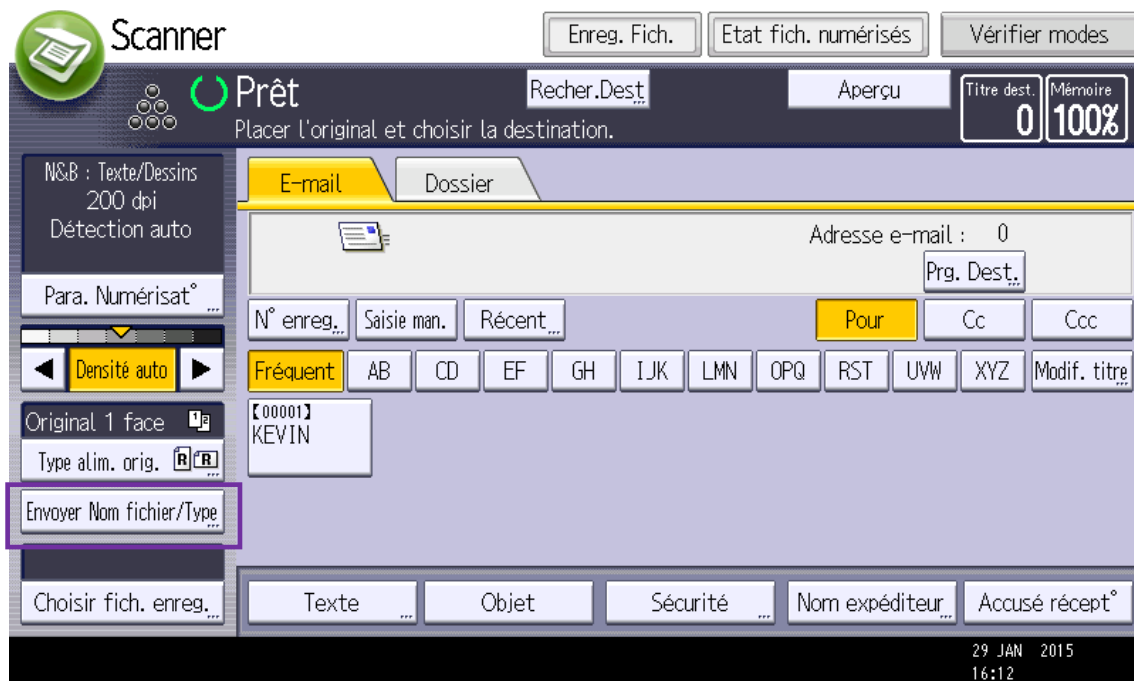 Scanner
Enreg. Fich.
Etat fich. numérisés
Vérifier modes
Prêt
Recher.Dest.
Aperçu
Titre dest.
0
Mémoire
100%
Placer l'original et choisir la destination.
N&B : Texte/Dessins
200 dpi
Détection auto
Para. Numérisat°
Densité auto
Original 1 face
1 2
Type alim. orig. R R
Envoyer Nom fichier/Type
Choisir fich. enreg.
E-mail
Dossier
Adresse e-mail : 0
Prg. Dest.
N° enreg.
Saisie man.
Récent
Pour
Cc
Ccc
Fréquent
AB
CD
EF
GH
IJK
LMN
OPQ
RST
UVW
XYZ
Modif. titre
【00001】
KEVIN
Texte
Objet
Sécurité
Nom expéditeur
Accusé récept°
29 JAN 2015
16:12